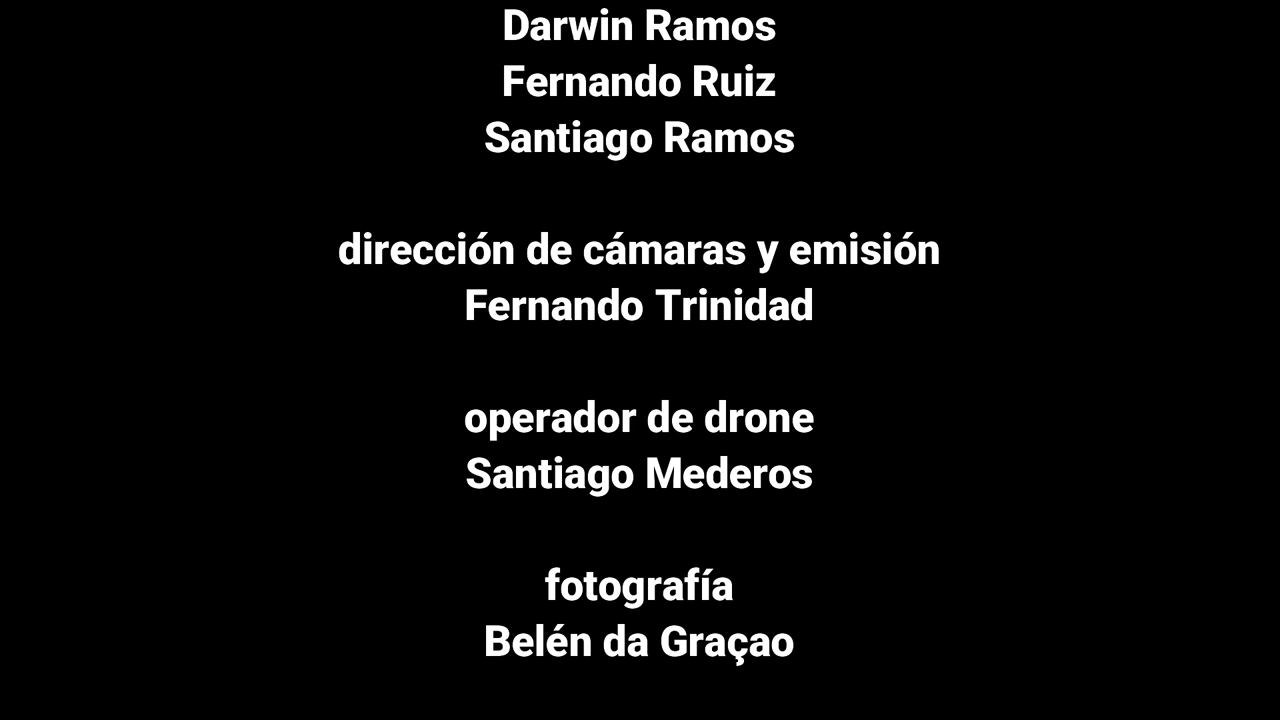 Darwin Ramos
Fernando Ruiz
Santiago Ramos
dirección de cámaras y emisión
Fernando Trinidad
operador de drone
Santiago Mederos
fotografía
Belén da Graçao